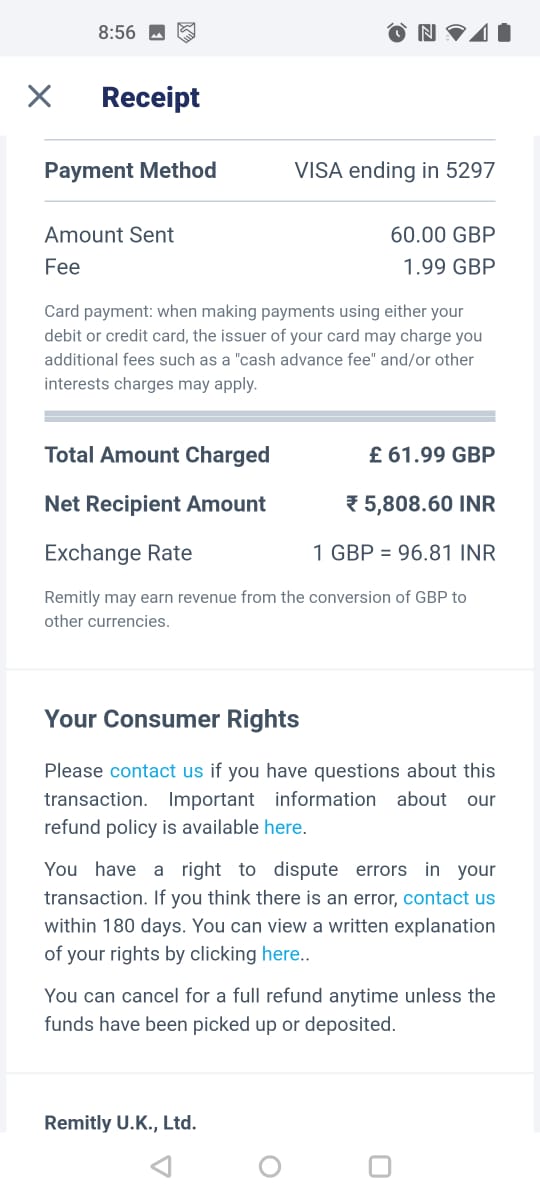 8:56
Receipt
Payment Method VISA ending in 5297
Amount Sent 60.00 GBP
Fee 1.99 GBP
Card payment: when making payments using either your
debit or credit card, the issuer of your card may charge you
additional fees such as a "cash advance fee" and/or other
interests charges may apply.
Total Amount Charged £ 61.99 GBP
Net Recipient Amount ₹ 5,808.60 INR
Exchange Rate 1 GBP = 96.81 INR
Remitly may earn revenue from the conversion of GBP to
other currencies.
Your Consumer Rights
Please contact us if you have questions about this
transaction. Important information about our
refund policy is available here.
You have a right to dispute errors in your
transaction. If you think there is an error, contact us
within 180 days. You can view a written explanation
of your rights by clicking here..
You can cancel for a full refund anytime unless the
funds have been picked up or deposited.
Remitly U.K., Ltd.